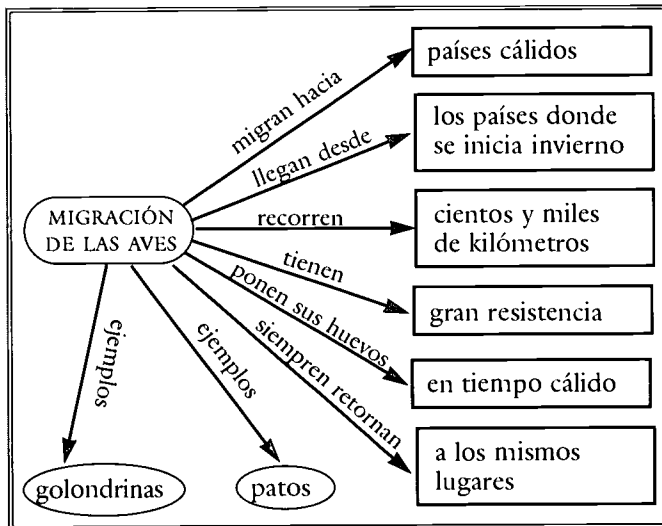 migran hacia
países cálidos
llegan desde
los países donde
se inicia invierno
MIGRACIÓN
DE LAS AVES
recorren
cientos y miles
de kilómetros
tienen
gran resistencia
ponen sus huevos
en tiempo cálido
siempren retornan
a los mismos
lugares
ejemplos
golondrinas
ejemplos
patos